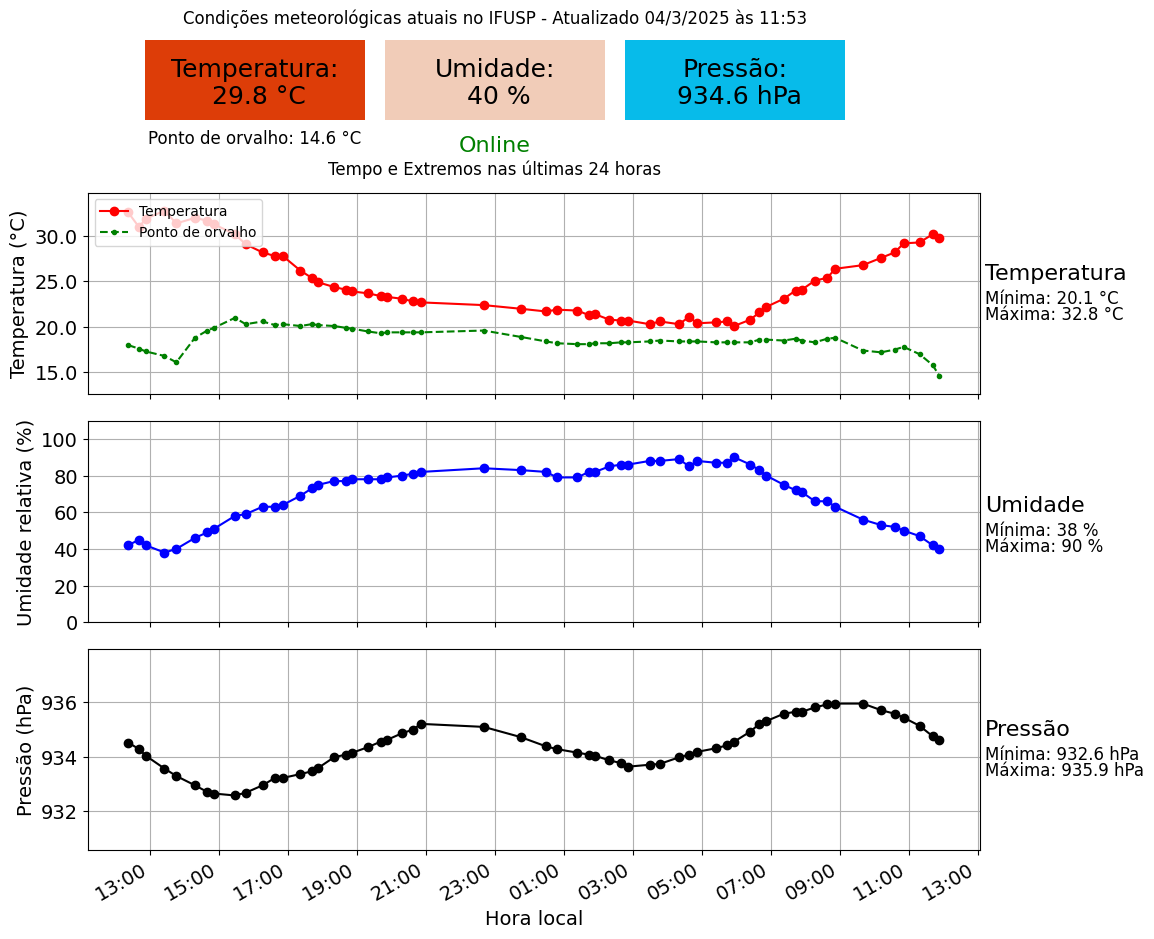 Condições meteorológicas atuais no IFUSP - Atualizado 04/3/2025 às 11:53
Temperatura:
29.8 °C
Umidade:
40 %
Pressão:
934.6 hPa
Ponto de orvalho: 14.6 °C
Online
Tempo e Extremos nas últimas 24 horas
Temperatura (°C)
30.0
25.0
20.0
15.0
Temperatura
Ponto de orvalho
Temperatura
Mínima: 20.1 °C
Máxima: 32.8 °C
Umidade relativa (%)
100
80
60
40
20
0
Umidade
Mínima: 38 %
Máxima: 90 %
Pressão (hPa)
936
934
932
Pressão
Mínima: 932.6 hPa
Máxima: 935.9 hPa
13:00 15:00 17:00 19:00 21:00 23:00 01:00 03:00 05:00 07:00 09:00 11:00 13:00
Hora local